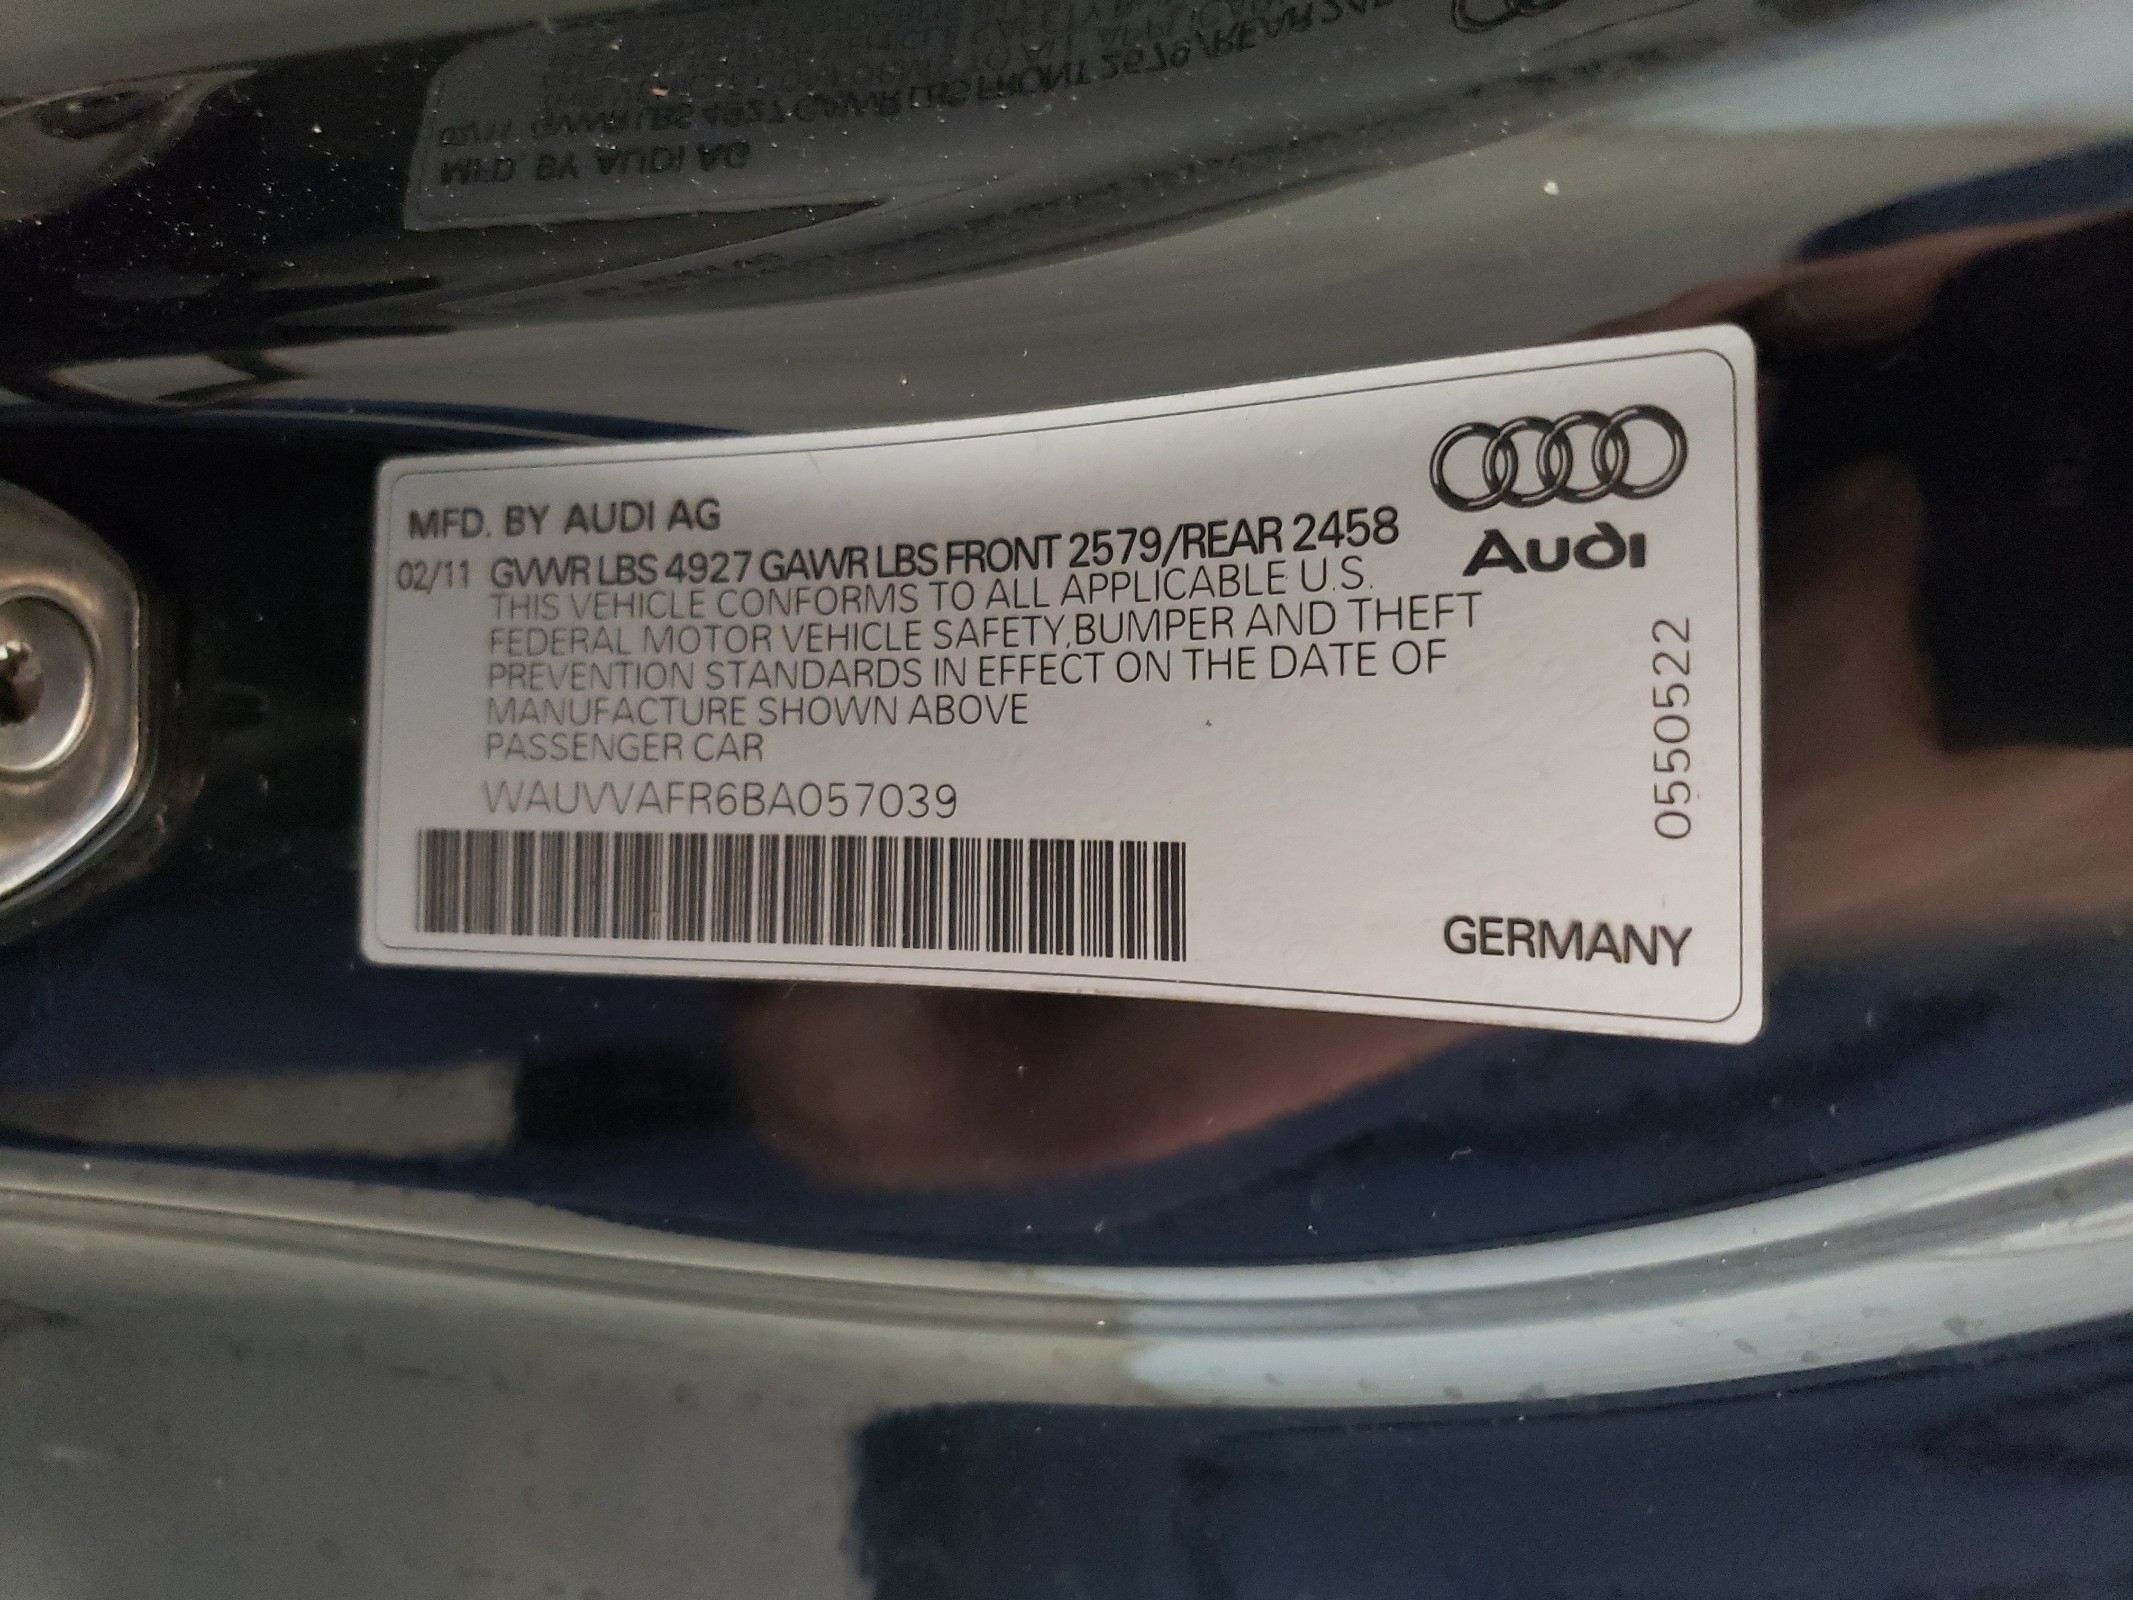 MFD. BY AUDI AG
02/11 GVWR LBS 4927 GAWR LBS FRONT 2579/REAR 2458
THIS VEHICLE CONFORMS TO ALL APPLICABLE U.S.
FEDERAL MOTOR VEHICLE SAFETY, BUMPER AND THEFT
PREVENTION STANDARDS IN EFFECT ON THE DATE OF
MANUFACTURE SHOWN ABOVE
PASSENGER CAR
WAUVVAFR6BA057039
Audi
0550522
GERMANY